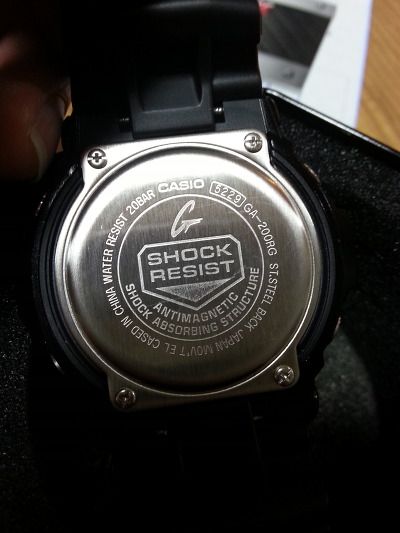 CASIO 5229 GA-200RG ST.STEEL BACK JAPAN MOV'T EL CASED IN CHINA WATER RESIST 20BAR
G
SHOCK
RESIST
ANTIMAGNETIC
SHOCK ABSORBING STRUCTURE